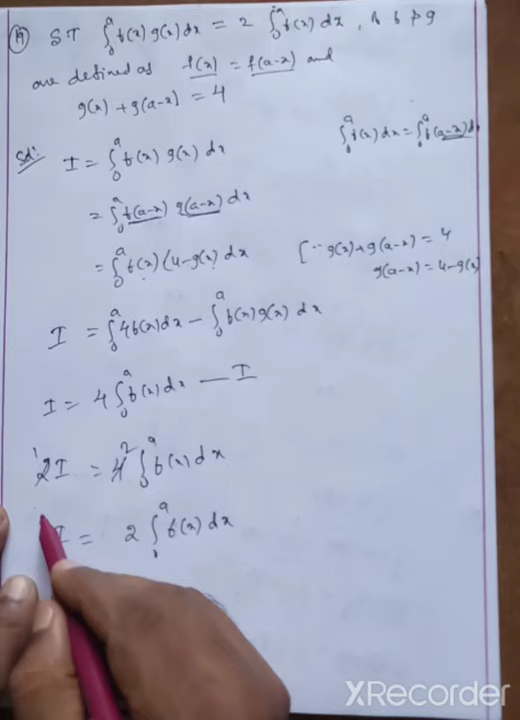 19 ST ∫₀ᵃ f(x) g(x) dx = 2 ∫₀ᵃ f(x) dx, if f & g
are defined as f(x) = f(a-x) and
g(x) + g(a-x) = 4
∫₀ᵃ f(x) dx = ∫₀ᵃ f(a-x) d
Sol: I = ∫₀ᵃ f(x) g(x) dx
= ∫₀ᵃ f(a-x) g(a-x) dx
= ∫₀ᵃ f(x) (4-g(x) dx [∵ g(x)+g(a-x) = 4
g(a-x) = 4-g(x)
I = ∫₀ᵃ 4f(x)dx - ∫₀ᵃ f(x) g(x) dx
I = 4 ∫₀ᵃ f(x) dx — I
2I = 4 ∫₀ᵃ f(x) dx
I = 2 ∫₀ᵃ f(x) dx
XRecorder